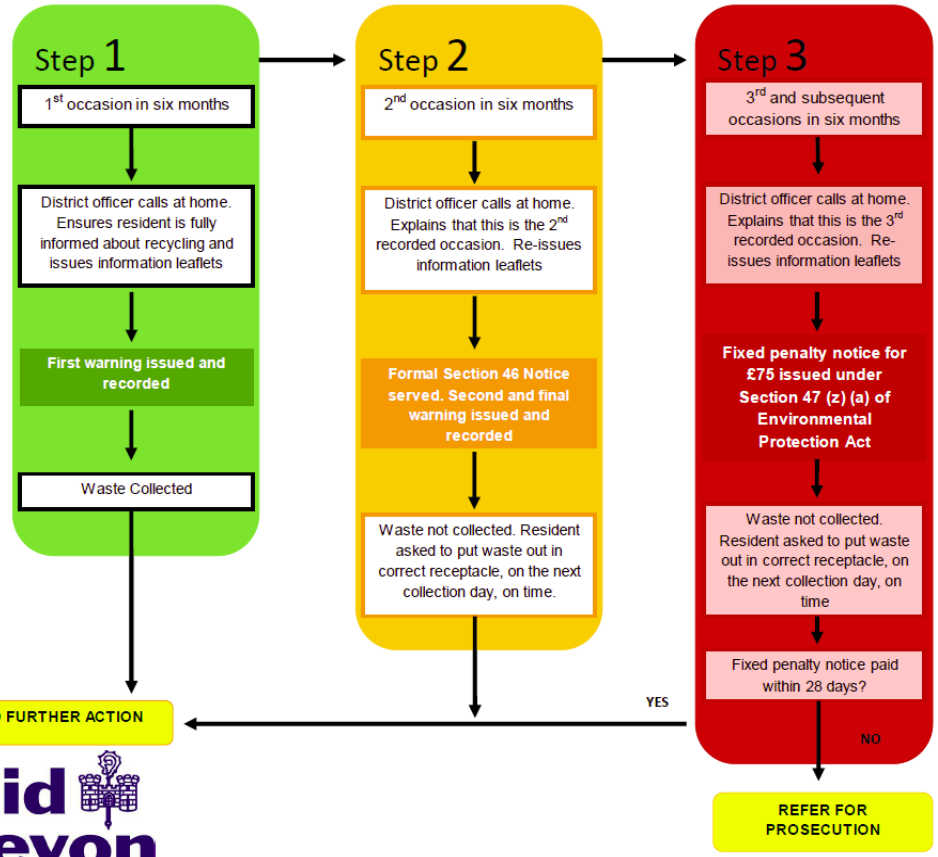 Step 1
1st occasion in six months
District officer calls at home.
Ensures resident is fully
informed about recycling and
issues information leaflets
First warning issued and
recorded
Waste Collected
Step 2
2nd occasion in six months
District officer calls at home.
Explains that this is the 2nd
recorded occasion. Re-issues
information leaflets
Formal Section 46 Notice
served. Second and final
warning issued and
recorded
Waste not collected. Resident
asked to put waste out in
correct receptacle, on the next
collection day, on time.
Step 3
3rd and subsequent
occasions in six months
District officer calls at home.
Explains that this is the 3rd
recorded occasion. Re-
issues information leaflets
Fixed penalty notice for
£75 issued under
Section 47 (z) (a) of
Environmental
Protection Act
Waste not collected.
Resident asked to put waste
out in correct receptacle, on
the next collection day, on
time
Fixed penalty notice paid
within 28 days?
YES
NO
FURTHER ACTION
REFER FOR
PROSECUTION
id
evon